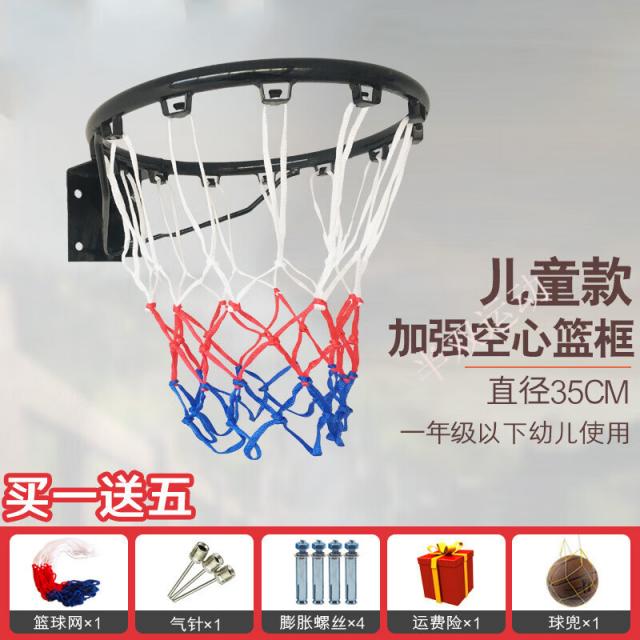 儿童款
加强空心篮框
直径35CM
一年级以下幼儿使用
买一送五
篮球网×1
气针×1
膨胀螺丝×4
运费险×1
球兜×1